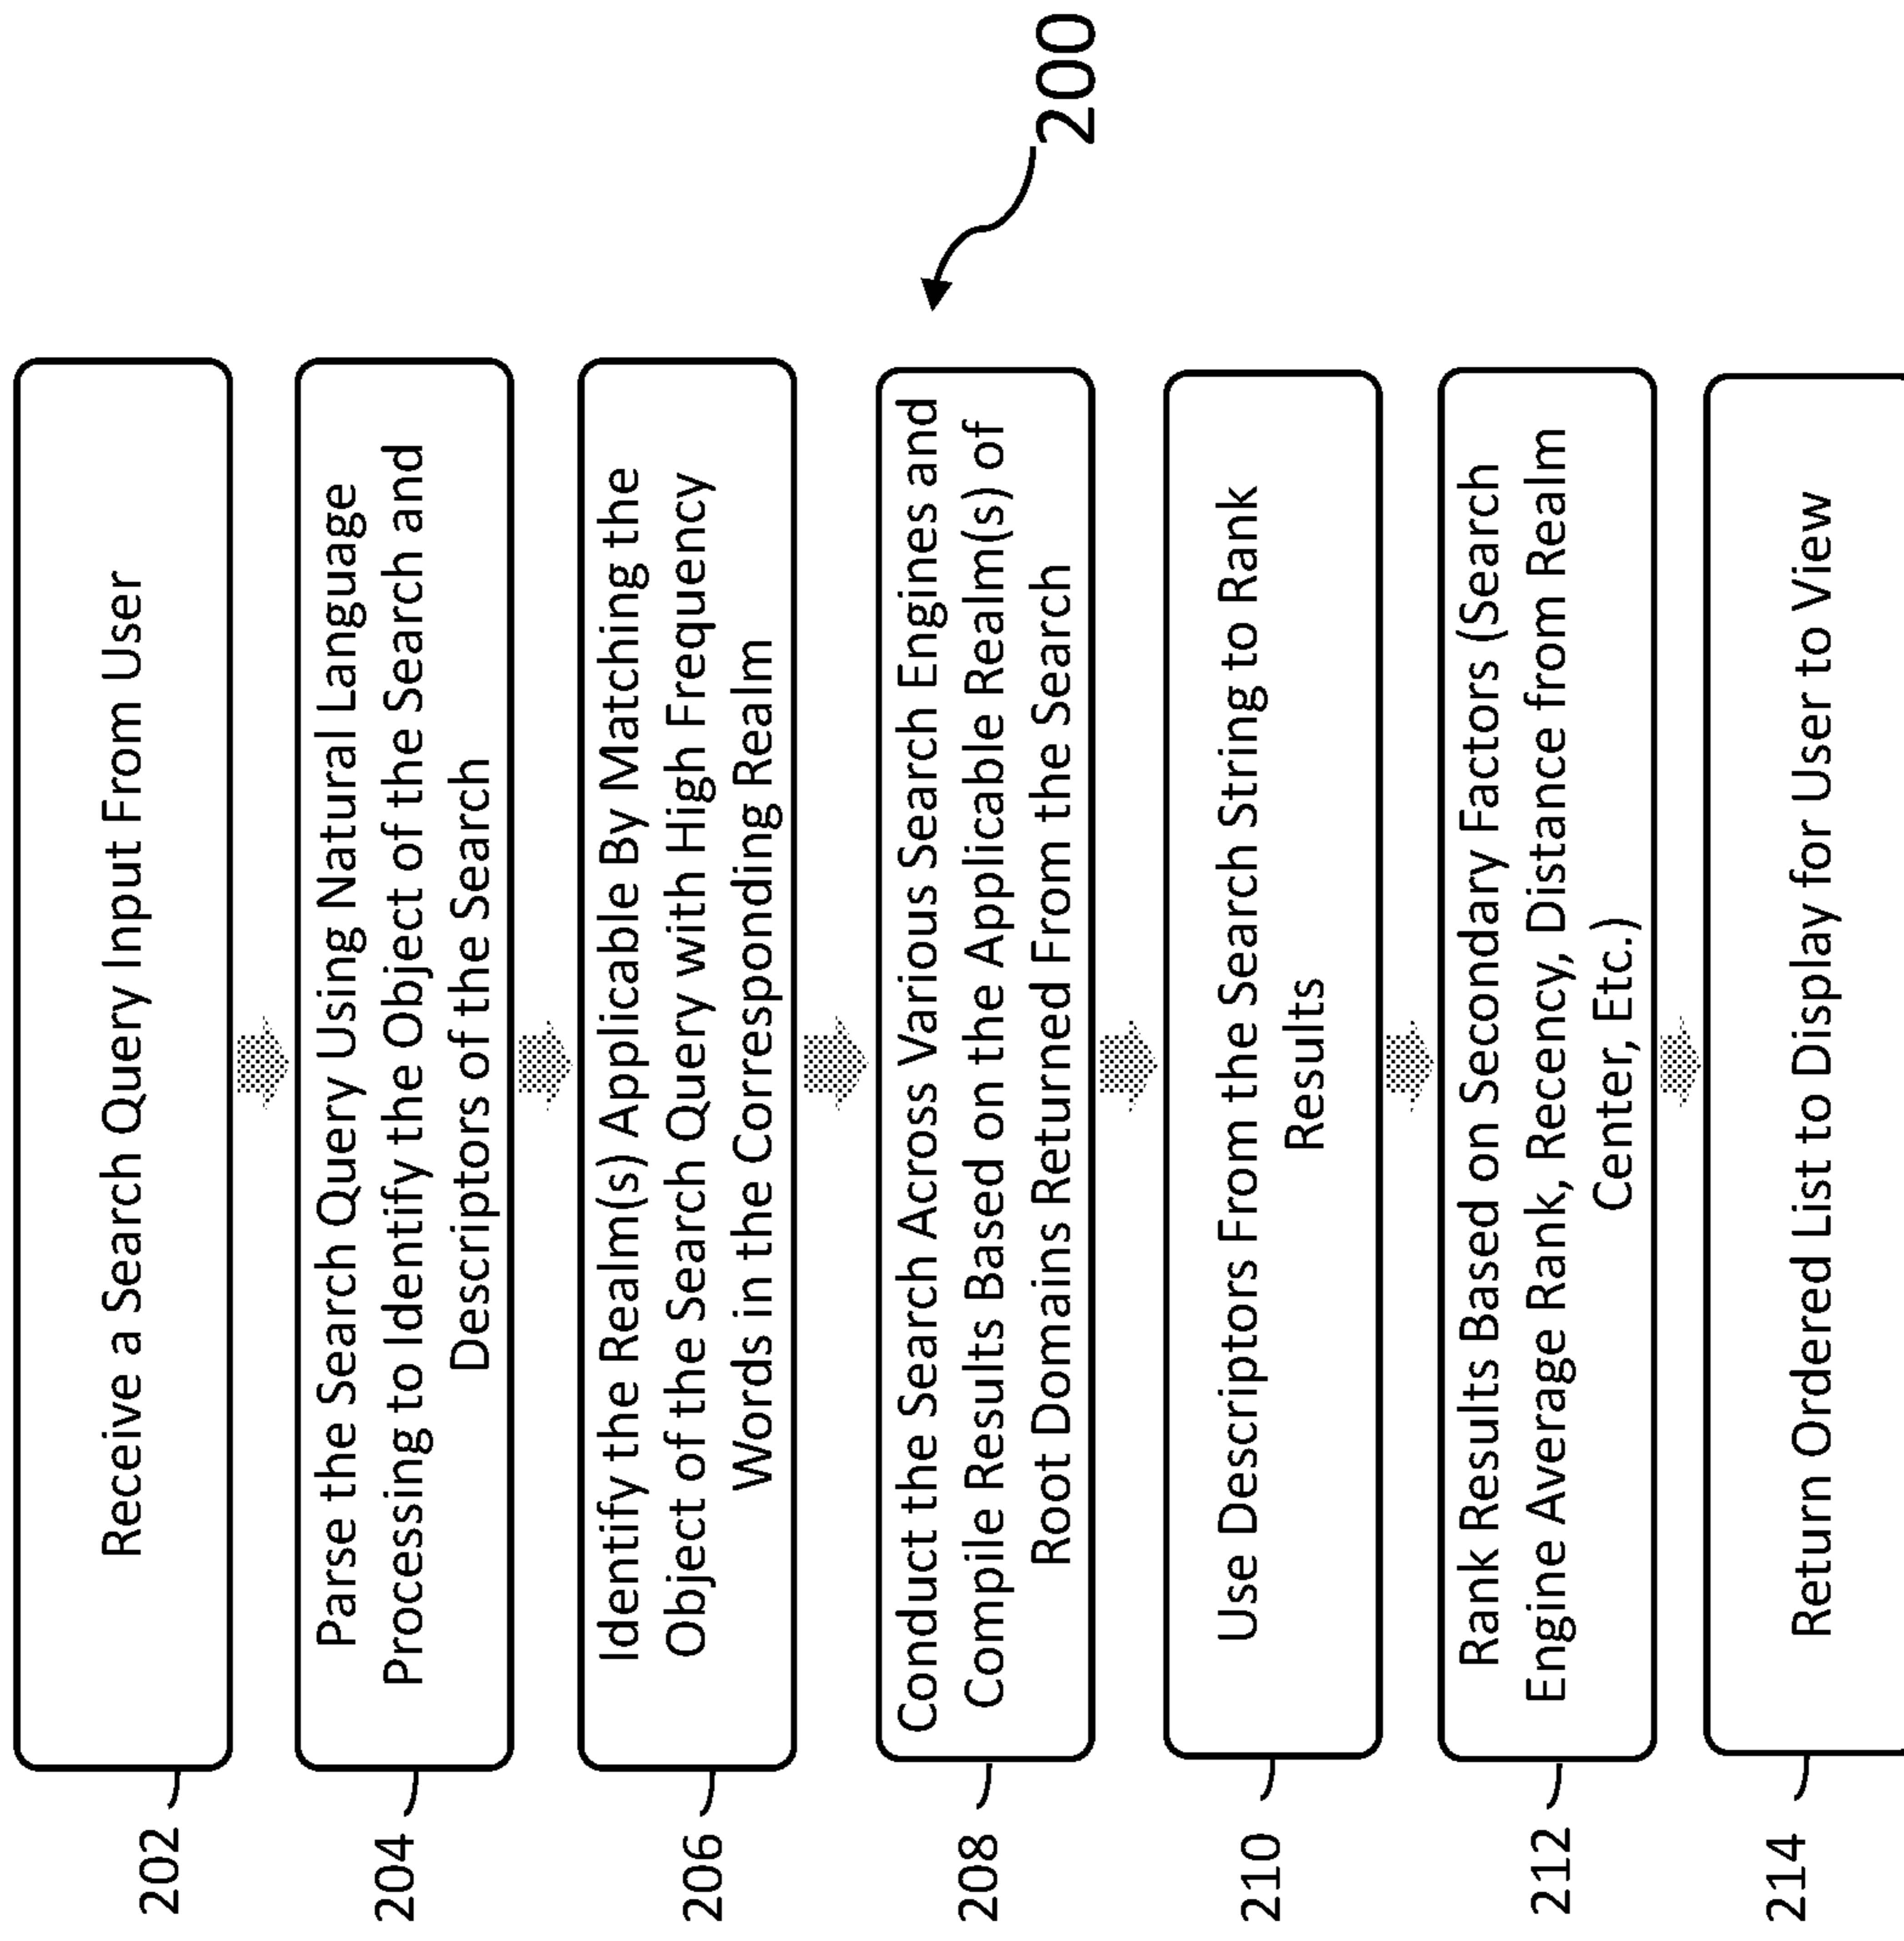 202
Receive a Search Query Input From User
204
Parse the Search Query Using Natural Language
Processing to Identify the Object of the Search and
Descriptors of the Search
206
Identify the Realm(s) Applicable By Matching the
Object of the Search Query with High Frequency
Words in the Corresponding Realm
208
Conduct the Search Across Various Search Engines and
Compile Results Based on the Applicable Realm(s) of
Root Domains Returned From the Search
200
210
Use Descriptors From the Search String to Rank
Results
212
Rank Results Based on Secondary Factors (Search
Engine Average Rank, Recency, Distance from Realm
Center, Etc.)
214
Return Ordered List to Display for User to View